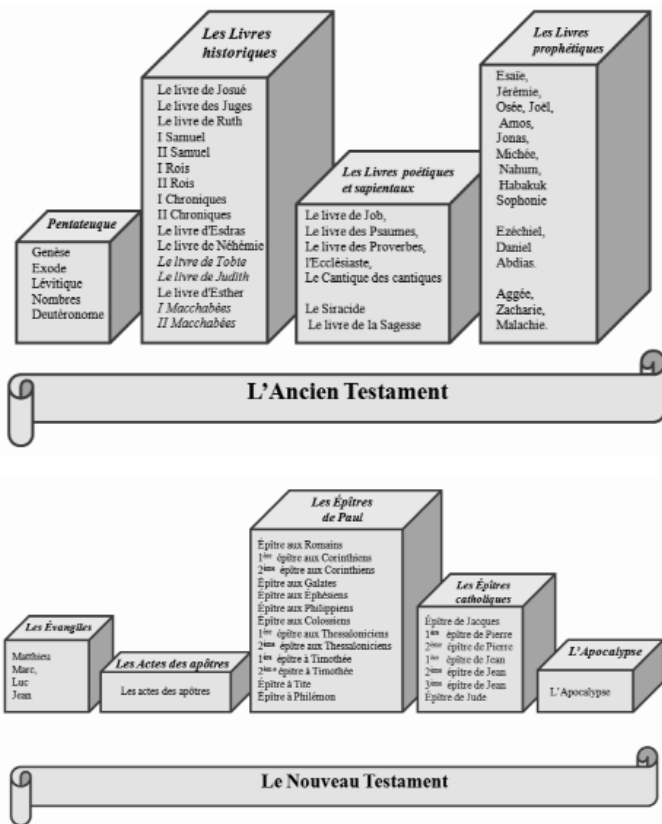 Pentateuque
Genèse
Exode
Lévitique
Nombres
Deutéronome
Les Livres
historiques
Le livre de Josué
Le livre des Juges
Le livre de Ruth
I Samuel
II Samuel
I Rois
II Rois
I Chroniques
II Chroniques
Le livre d'Esdras
Le livre de Néhémie
Le livre de Tobie
Le livre de Judith
Le livre d'Esther
I Macchabées
II Macchabées
Les Livres poétiques
et sapientaux
Le livre de Job,
Le livre des Psaumes,
Le livre des Proverbes,
l'Ecclésiaste,
Le Cantique des cantiques
Le Siracide
Le livre de la Sagesse
Les Livres
prophétiques
Esaïe,
Jérémie,
Osée, Joël,
Amos,
Jonas,
Michée,
Nahum,
Habakuk
Sophonie
Ezéchiel,
Daniel
Abdias.
Aggée,
Zacharie,
Malachie.
L’Ancien Testament
Les Évangiles
Matthieu
Marc,
Luc
Jean
Les Actes des apôtres
Les actes des apôtres
Les Épîtres
de Paul
Épître aux Romains
1ère épître aux Corinthiens
2ème épître aux Corinthiens
Épître aux Galates
Épître aux Éphésiens
Épître aux Philippiens
Épître aux Colossiens
1ère épître aux Thessaloniciens
2ème épître aux Thessaloniciens
1ère épître à Timothée
2ème épître à Timothée
Épître à Tite
Épître à Philémon
Les Épîtres
catholiques
Épître de Jacques
1ère épître de Pierre
2ème épître de Pierre
1ère épître de Jean
2ème épître de Jean
3ème épître de Jean
Épître de Jude
L’Apocalypse
L’Apocalypse
Le Nouveau Testament